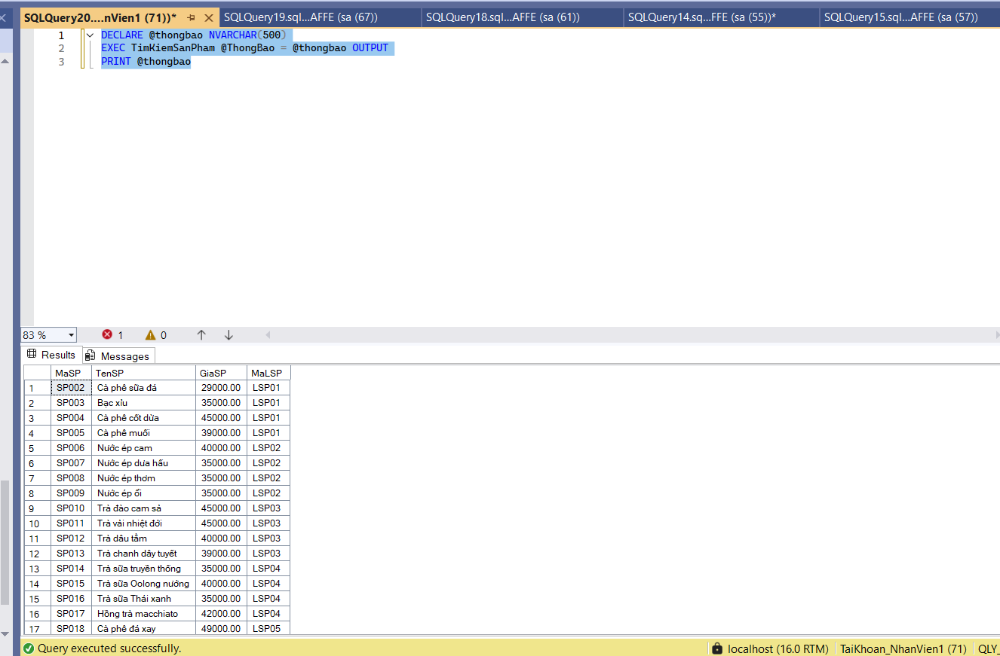 SQLQuery20....nVien1 (71))* SQLQuery19.sql...AFFE (sa (67)) SQLQuery18.sql...AFFE (sa (61)) SQLQuery14.sq...FFE (sa (55))* SQLQuery15.sql...AFFE (sa (57))
1 DECLARE @thongbao NVARCHAR(500)
2 EXEC TimKiemSanPham @ThongBao = @thongbao OUTPUT
3 PRINT @thongbao
83 % 1 0
Results Messages
MaSP TenSP GiaSP MaLSP
1 SP002 Cà phê sữa đá 29000.00 LSP01
2 SP003 Bạc xỉu 35000.00 LSP01
3 SP004 Cà phê cốt dừa 45000.00 LSP01
4 SP005 Cà phê muối 39000.00 LSP01
5 SP006 Nước ép cam 40000.00 LSP02
6 SP007 Nước ép dưa hấu 35000.00 LSP02
7 SP008 Nước ép thơm 35000.00 LSP02
8 SP009 Nước ép ổi 35000.00 LSP02
9 SP010 Trà đào cam sả 45000.00 LSP03
10 SP011 Trà vải nhiệt đới 45000.00 LSP03
11 SP012 Trà dâu tằm 40000.00 LSP03
12 SP013 Trà chanh dây tuyết 39000.00 LSP03
13 SP014 Trà sữa truyền thống 35000.00 LSP04
14 SP015 Trà sữa Oolong nướng 40000.00 LSP04
15 SP016 Trà sữa Thái xanh 35000.00 LSP04
16 SP017 Hồng trà macchiato 42000.00 LSP04
17 SP018 Cà phê đá xay 49000.00 LSP05
Query executed successfully. localhost (16.0 RTM) TaiKhoan_NhanVien1 (71) QLY_